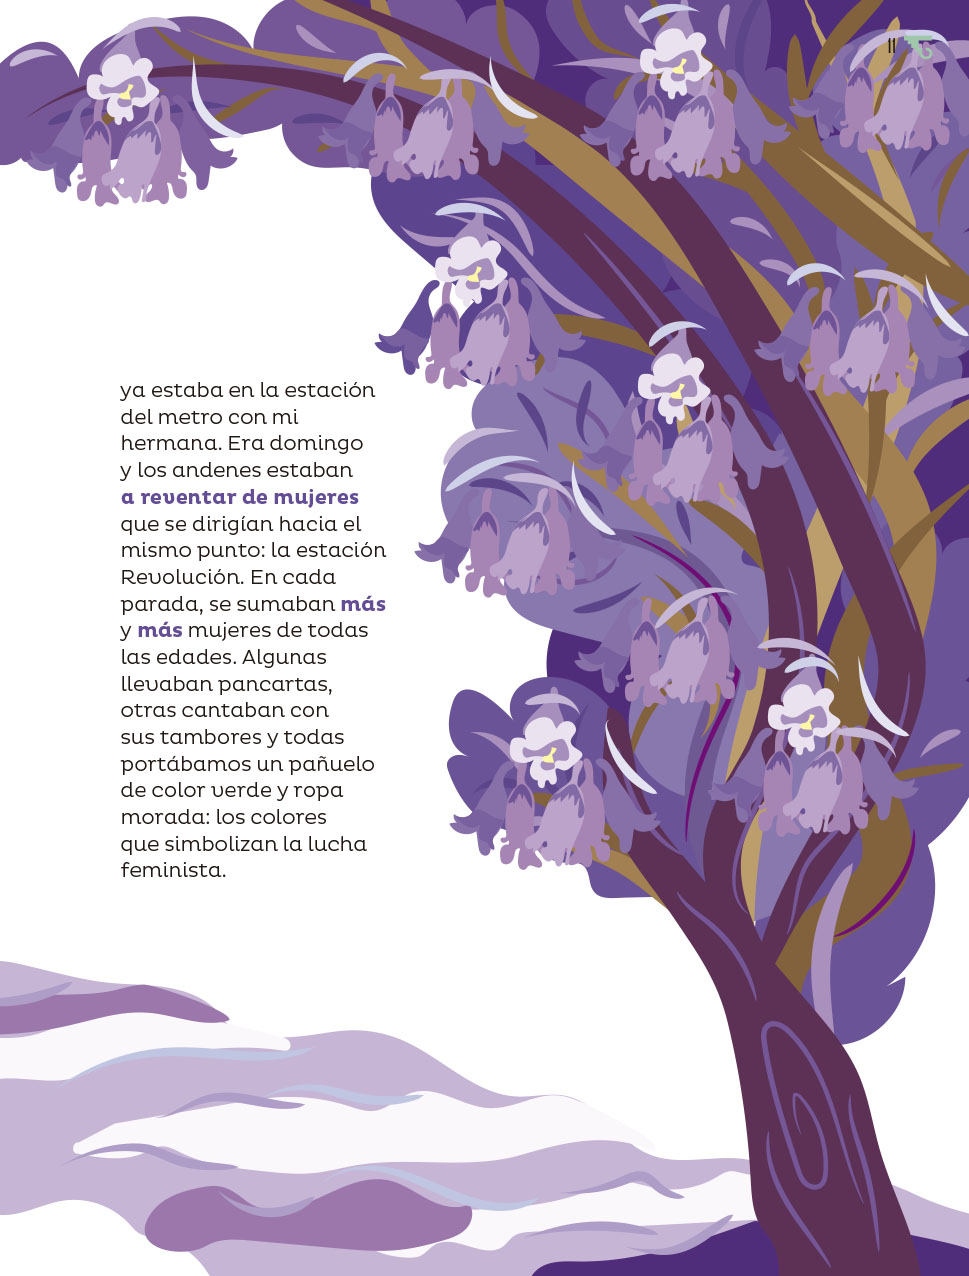 11
ya estaba en la estación
del metro con mi
hermana. Era domingo
y los andenes estaban
a reventar de mujeres
que se dirigían hacia el
mismo punto: la estación
Revolución. En cada
parada, se sumaban más
y más mujeres de todas
las edades. Algunas
llevaban pancartas,
otras cantaban con
sus tambores y todas
portábamos un pañuelo
de color verde y ropa
morada: los colores
que simbolizan la lucha
feminista.